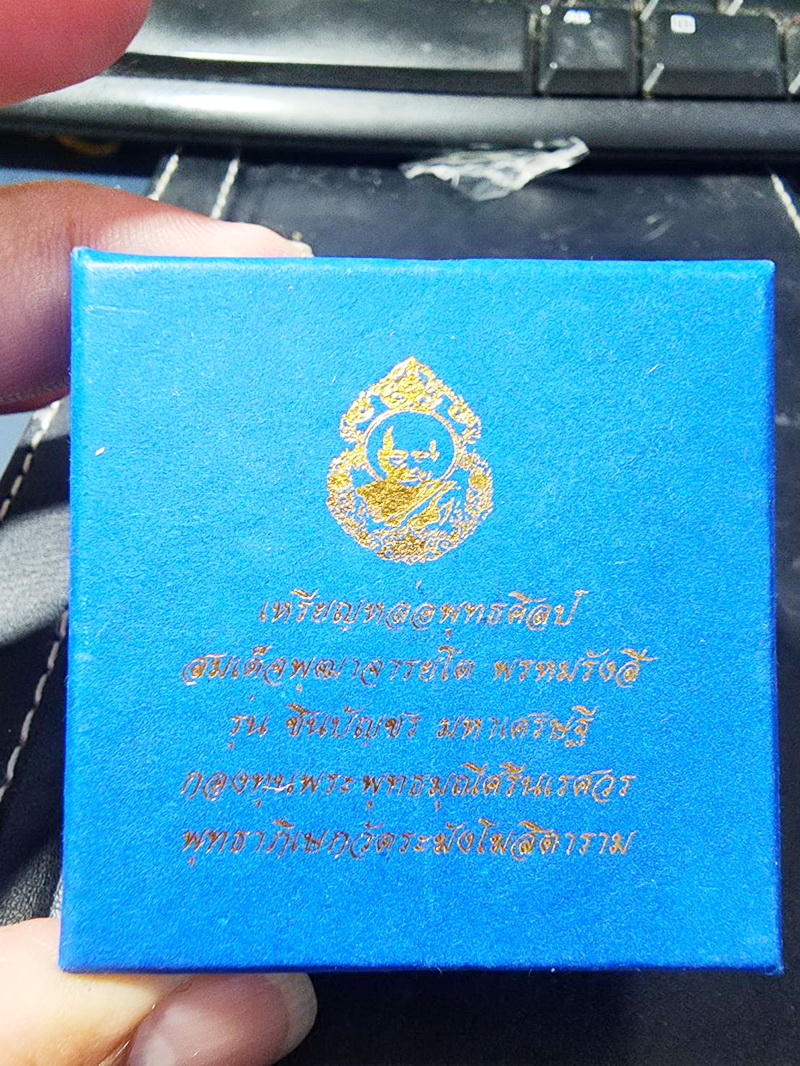 เหรียญหล่อพุทธศิลป์
สมเด็จพุฒาจารย์โต พรหมรังสี
รุ่น ชินบัญชร มหาเศรษฐี
กองทุนพระพุทธมุณีศรีนเรศวร
พุทธาภิเษกวัดระฆังโฆสิตาราม